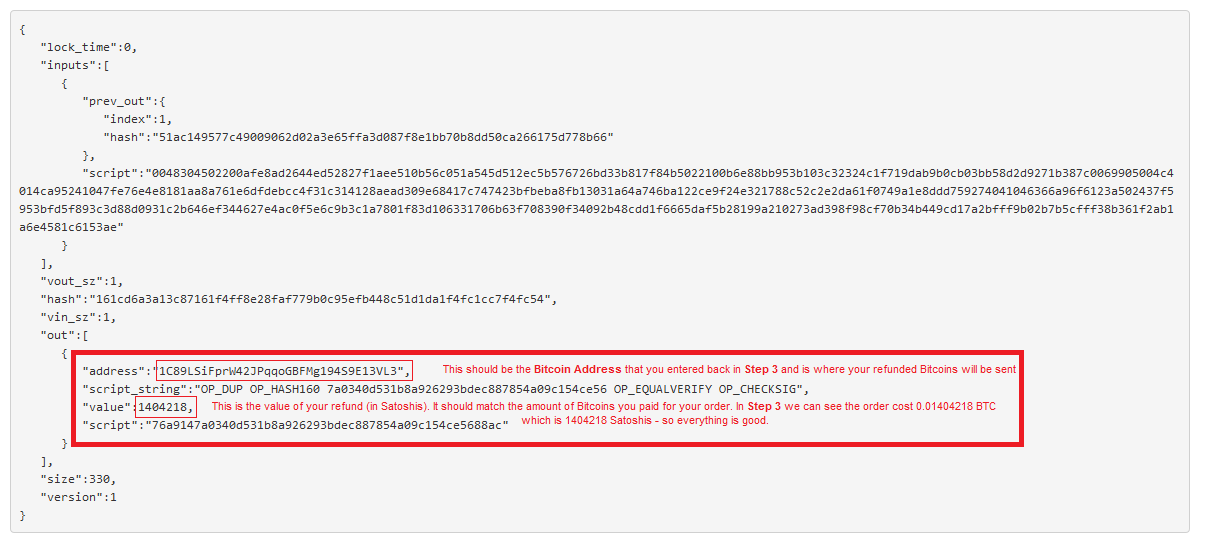 {
"lock_time":0,
"inputs":[
{
"prev_out":{
"index":1,
"hash":"51ac149577c49009062d02a3e65ffa3d087f8e1bb70b8dd50ca266175d778b66"
},
"script":"0048304502200afe8ad2644ed52827f1aee510b56c051a545d512ec5b576726bd33b817f84b5022100b6e88bb953b103c32324c1f719dab9b0cb03bb58d2d9271b387c0069905004c4
014ca95241047fe76e4e8181aa8a761e6dfdebcc4f31c314128aead309e68417c747423bfbeba8fb13031a64a746ba122ce9f24e321788c52c2e2da61f0749a1e8ddd759274041046366a96f6123a502437f5
953bfd5f893c3d88d0931c2b646ef344627e4ac0f5e6c9b3c1a7801f83d106331706b63f708390f34092b48cdd1f6665daf5b28199a210273ad398f98cf70b34b449cd17a2bfff9b02b7b5cfff38b361f2ab1
a6e4581c6153ae"
}
],
"vout_sz":1,
"hash":"161cd6a3a13c87161f4ff8e28faf779b0c95efb448c51d1da1f4fc1cc7f4fc54",
"vin_sz":1,
"out":[
{
"address":"1C89LSiFprW42JPqqoGBFMg194S9E13VL3", This should be the Bitcoin Address that you entered back in Step 3 and is where your refunded Bitcoins will be sent
"script_string":"OP_DUP OP_HASH160 7a0340d531b8a926293bdec887854a09c154ce56 OP_EQUALVERIFY OP_CHECKSIG",
"value":1404218, This is the value of your refund (in Satoshis). It should match the amount of Bitcoins you paid for your order. In Step 3 we can see the order cost 0.01404218 BTC
which is 1404218 Satoshis - so everything is good.
"script":"76a9147a0340d531b8a926293bdec887854a09c154ce5688ac"
}
],
"size":330,
"version":1
}